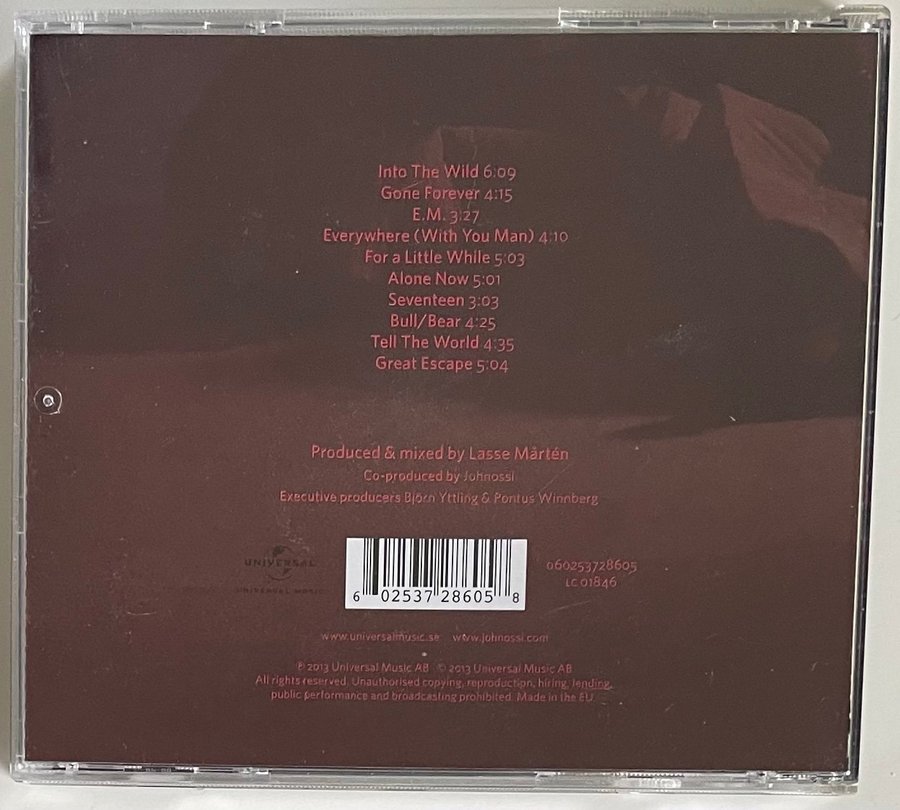 Into The Wild 6:09
Gone Forever 4:15
E.M. 3:27
Everywhere (With You Man) 4:10
For a Little While 5:03
Alone Now 5:01
Seventeen 3:03
Bull/Bear 4:25
Tell The World 4:35
Great Escape 5:04
Produced & mixed by Lasse Mårtén
Co-produced by Johnossi
Executive producers Björn Yttling & Pontus Winnberg
UNIVERSAL
UNIVERSAL MUSIC
6 02537 28605 8
060253728605
LC 01846
www.universalmusic.se www.johnossi.com
℗ 2013 Universal Music AB © 2013 Universal Music AB
All rights reserved. Unauthorised copying, reproduction, hiring, lending,
public performance and broadcasting prohibited. Made in the EU.